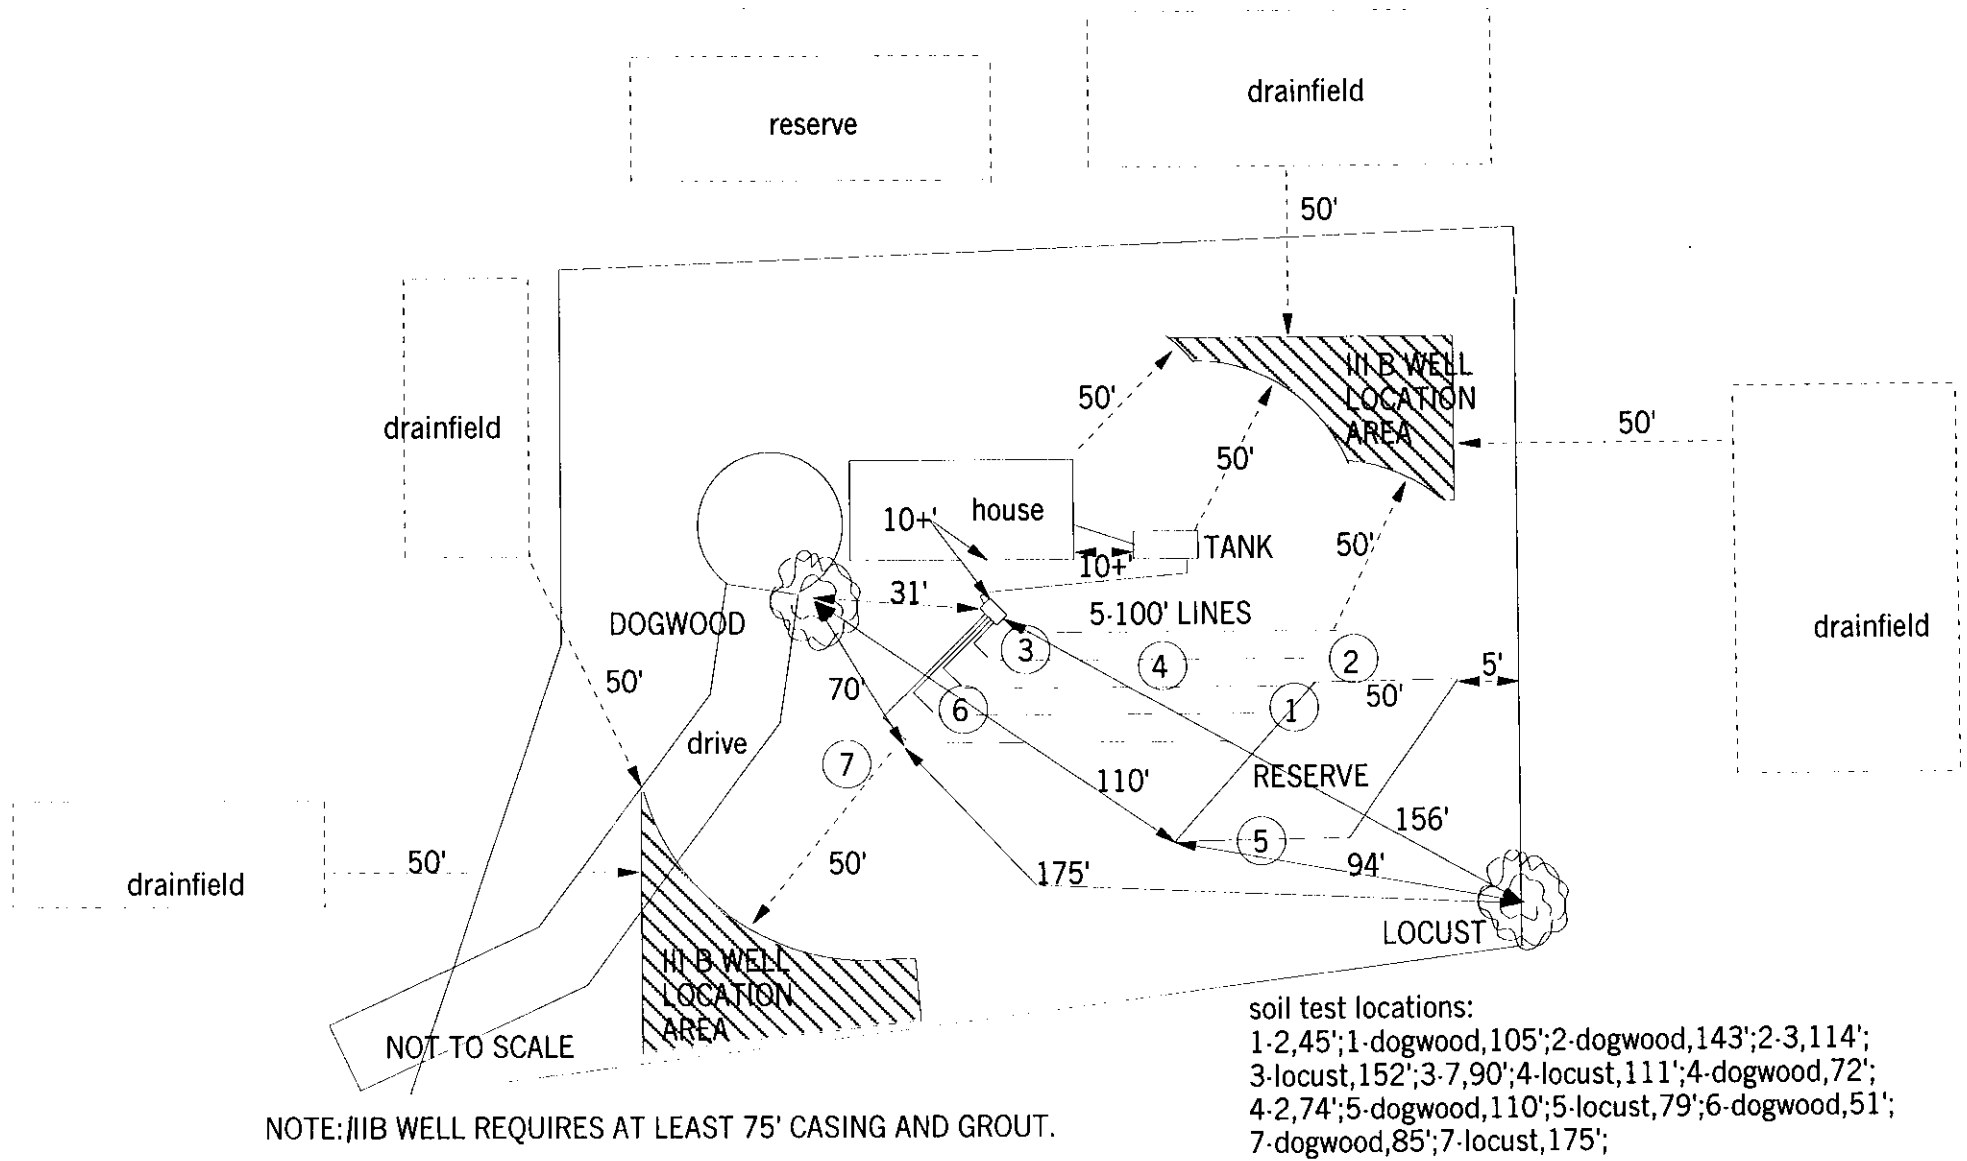 drainfield
reserve
50'
III B WELL
LOCATION
AREA
50'
drainfield
50'
50'
house
10+'
TANK
50'
10+'
31'
5-100' LINES
DOGWOOD
drainfield
3
4
2
5'
50'
70'
50'
6
1
drive
7
110'
RESERVE
156'
5
50'
50'
94'
175'
drainfield
LOCUST
III B WELL
LOCATION
AREA
NOT TO SCALE
soil test locations:
1-2,45';1-dogwood,105';2-dogwood,143';2-3,114';
3-locust,152';3-7,90';4-locust,111';4-dogwood,72';
4-2,74';5-dogwood,110';5-locust,79';6-dogwood,51';
7-dogwood,85';7-locust,175';
NOTE:IIIB WELL REQUIRES AT LEAST 75' CASING AND GROUT.